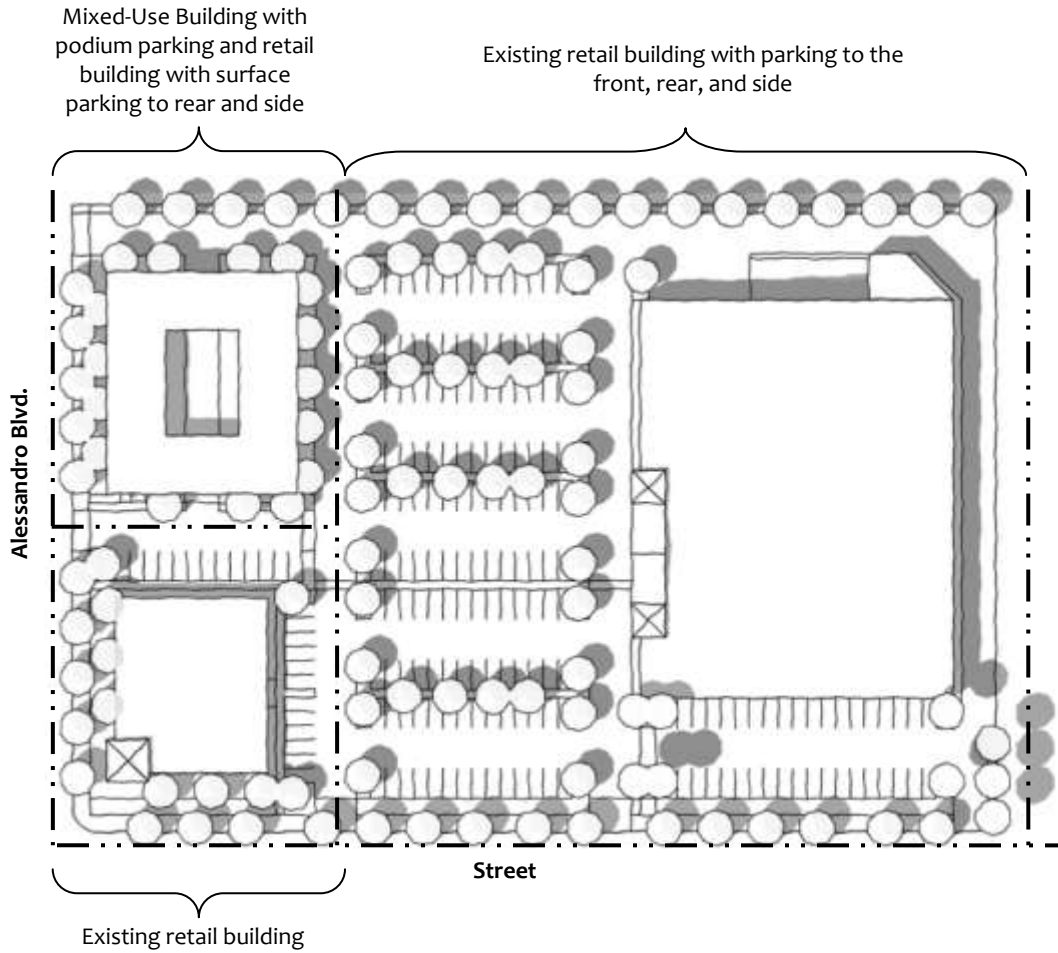 Mixed-Use Building with
podium parking and retail
building with surface
parking to rear and side
Existing retail building with parking to the
front, rear, and side
Alessandro Blvd.
Street
Existing retail building